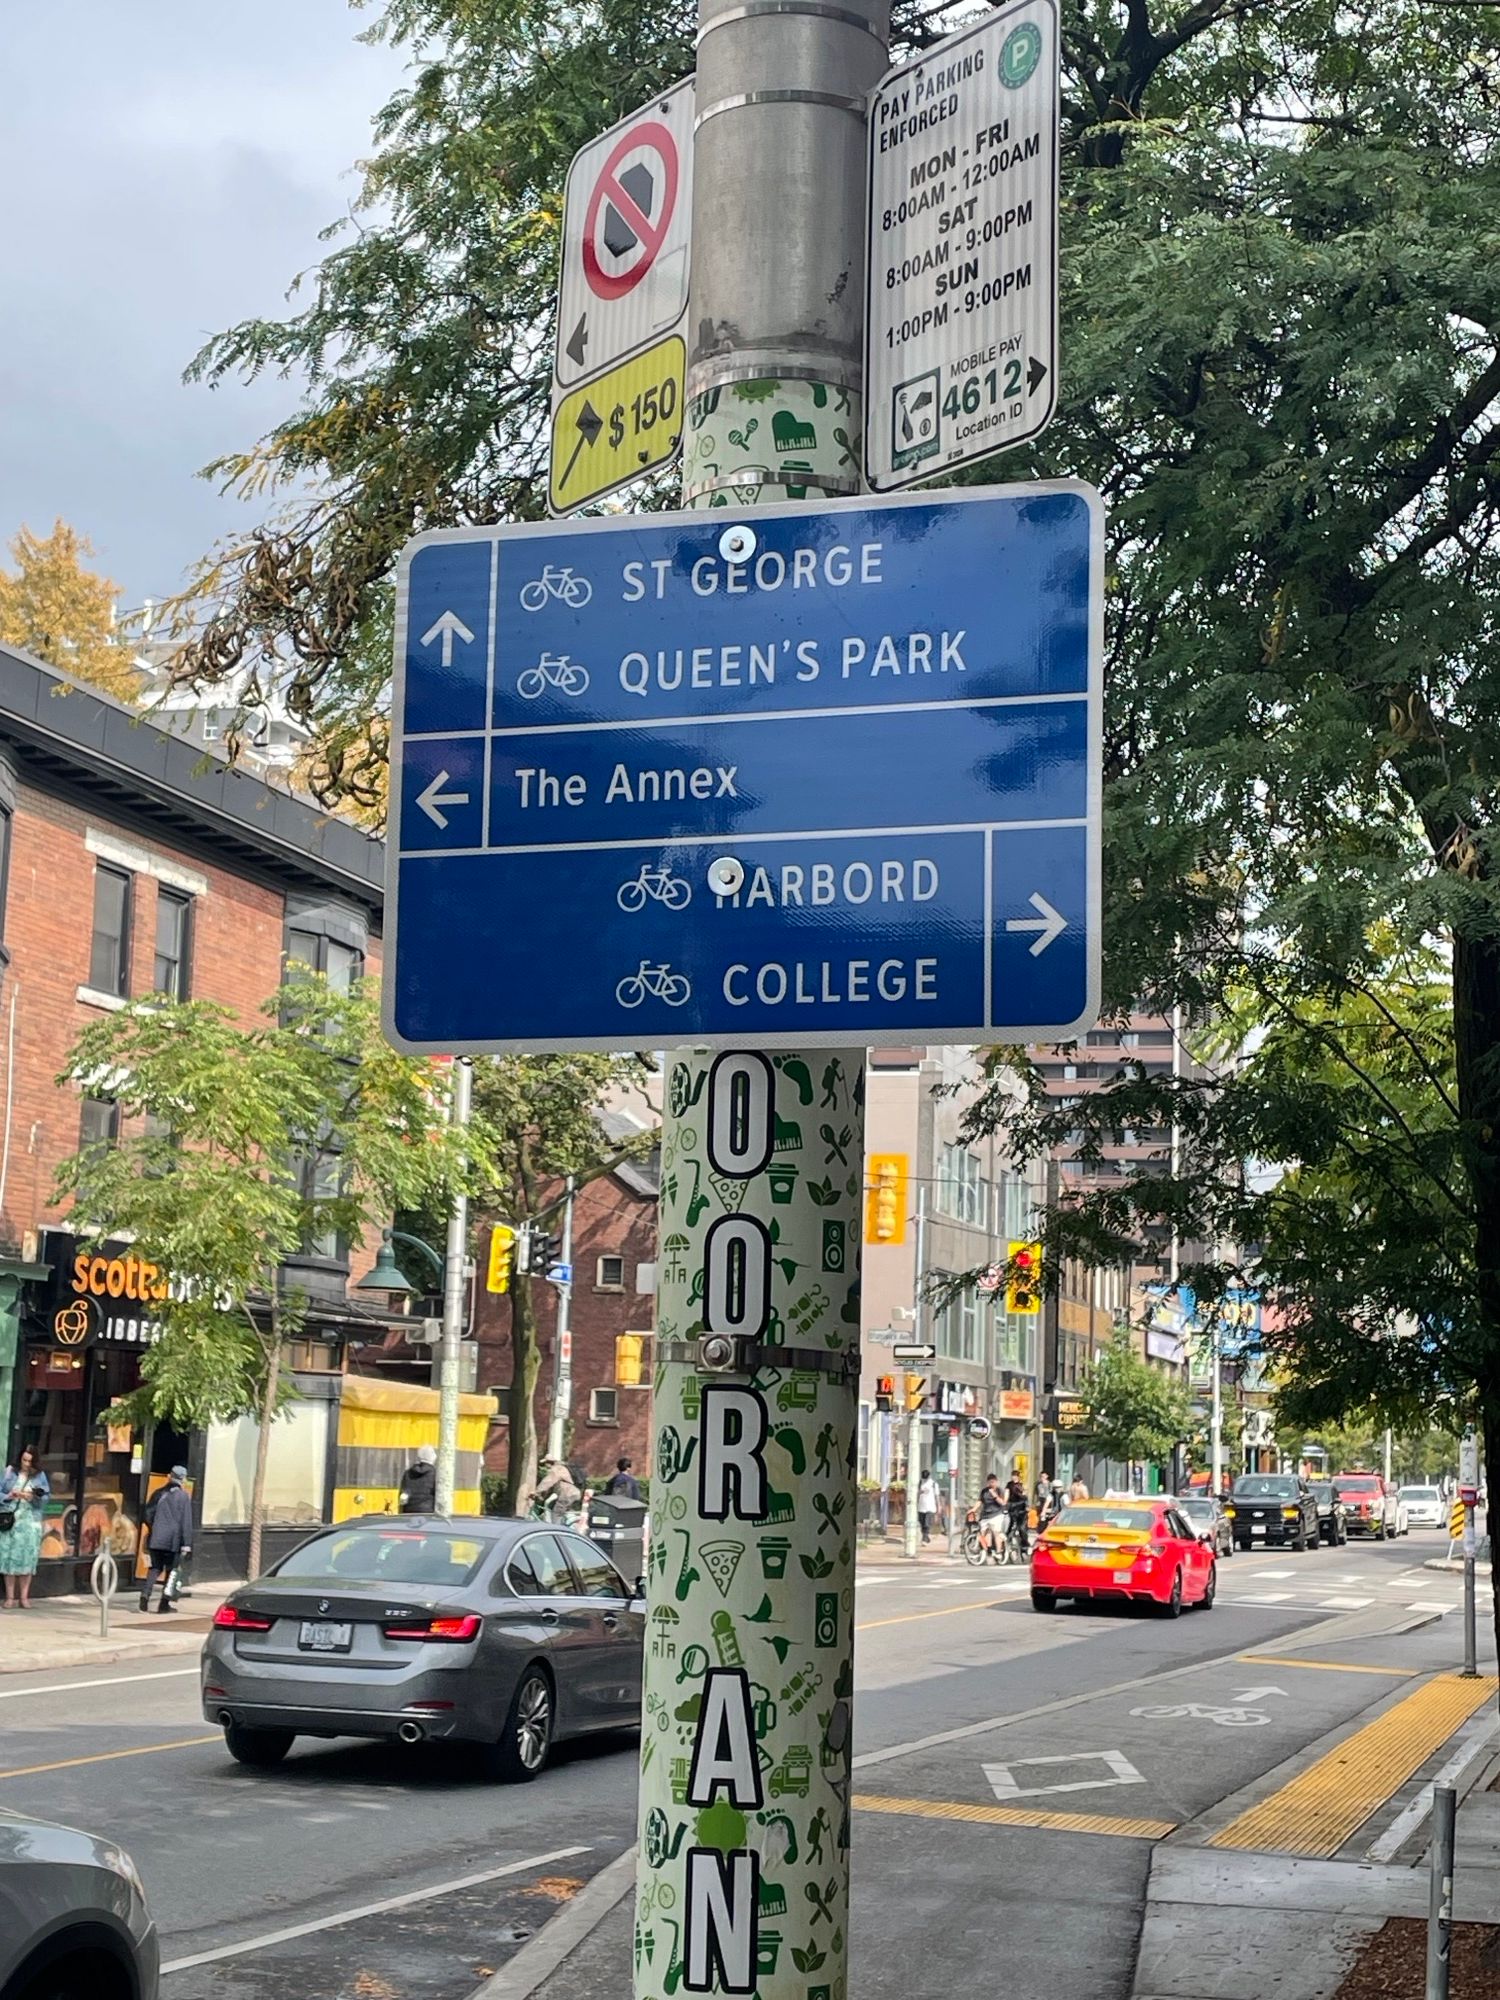 PAY PARKING
ENFORCED
P
MON - FRI
8:00AM - 12:00AM
SAT
8:00AM - 9:00PM
SUN
1:00PM - 9:00PM
MOBILE PAY
4612
Location ID
$150
ST GEORGE
QUEEN'S PARK
The Annex
HARBORD
COLLEGE
O
O
R
A
N